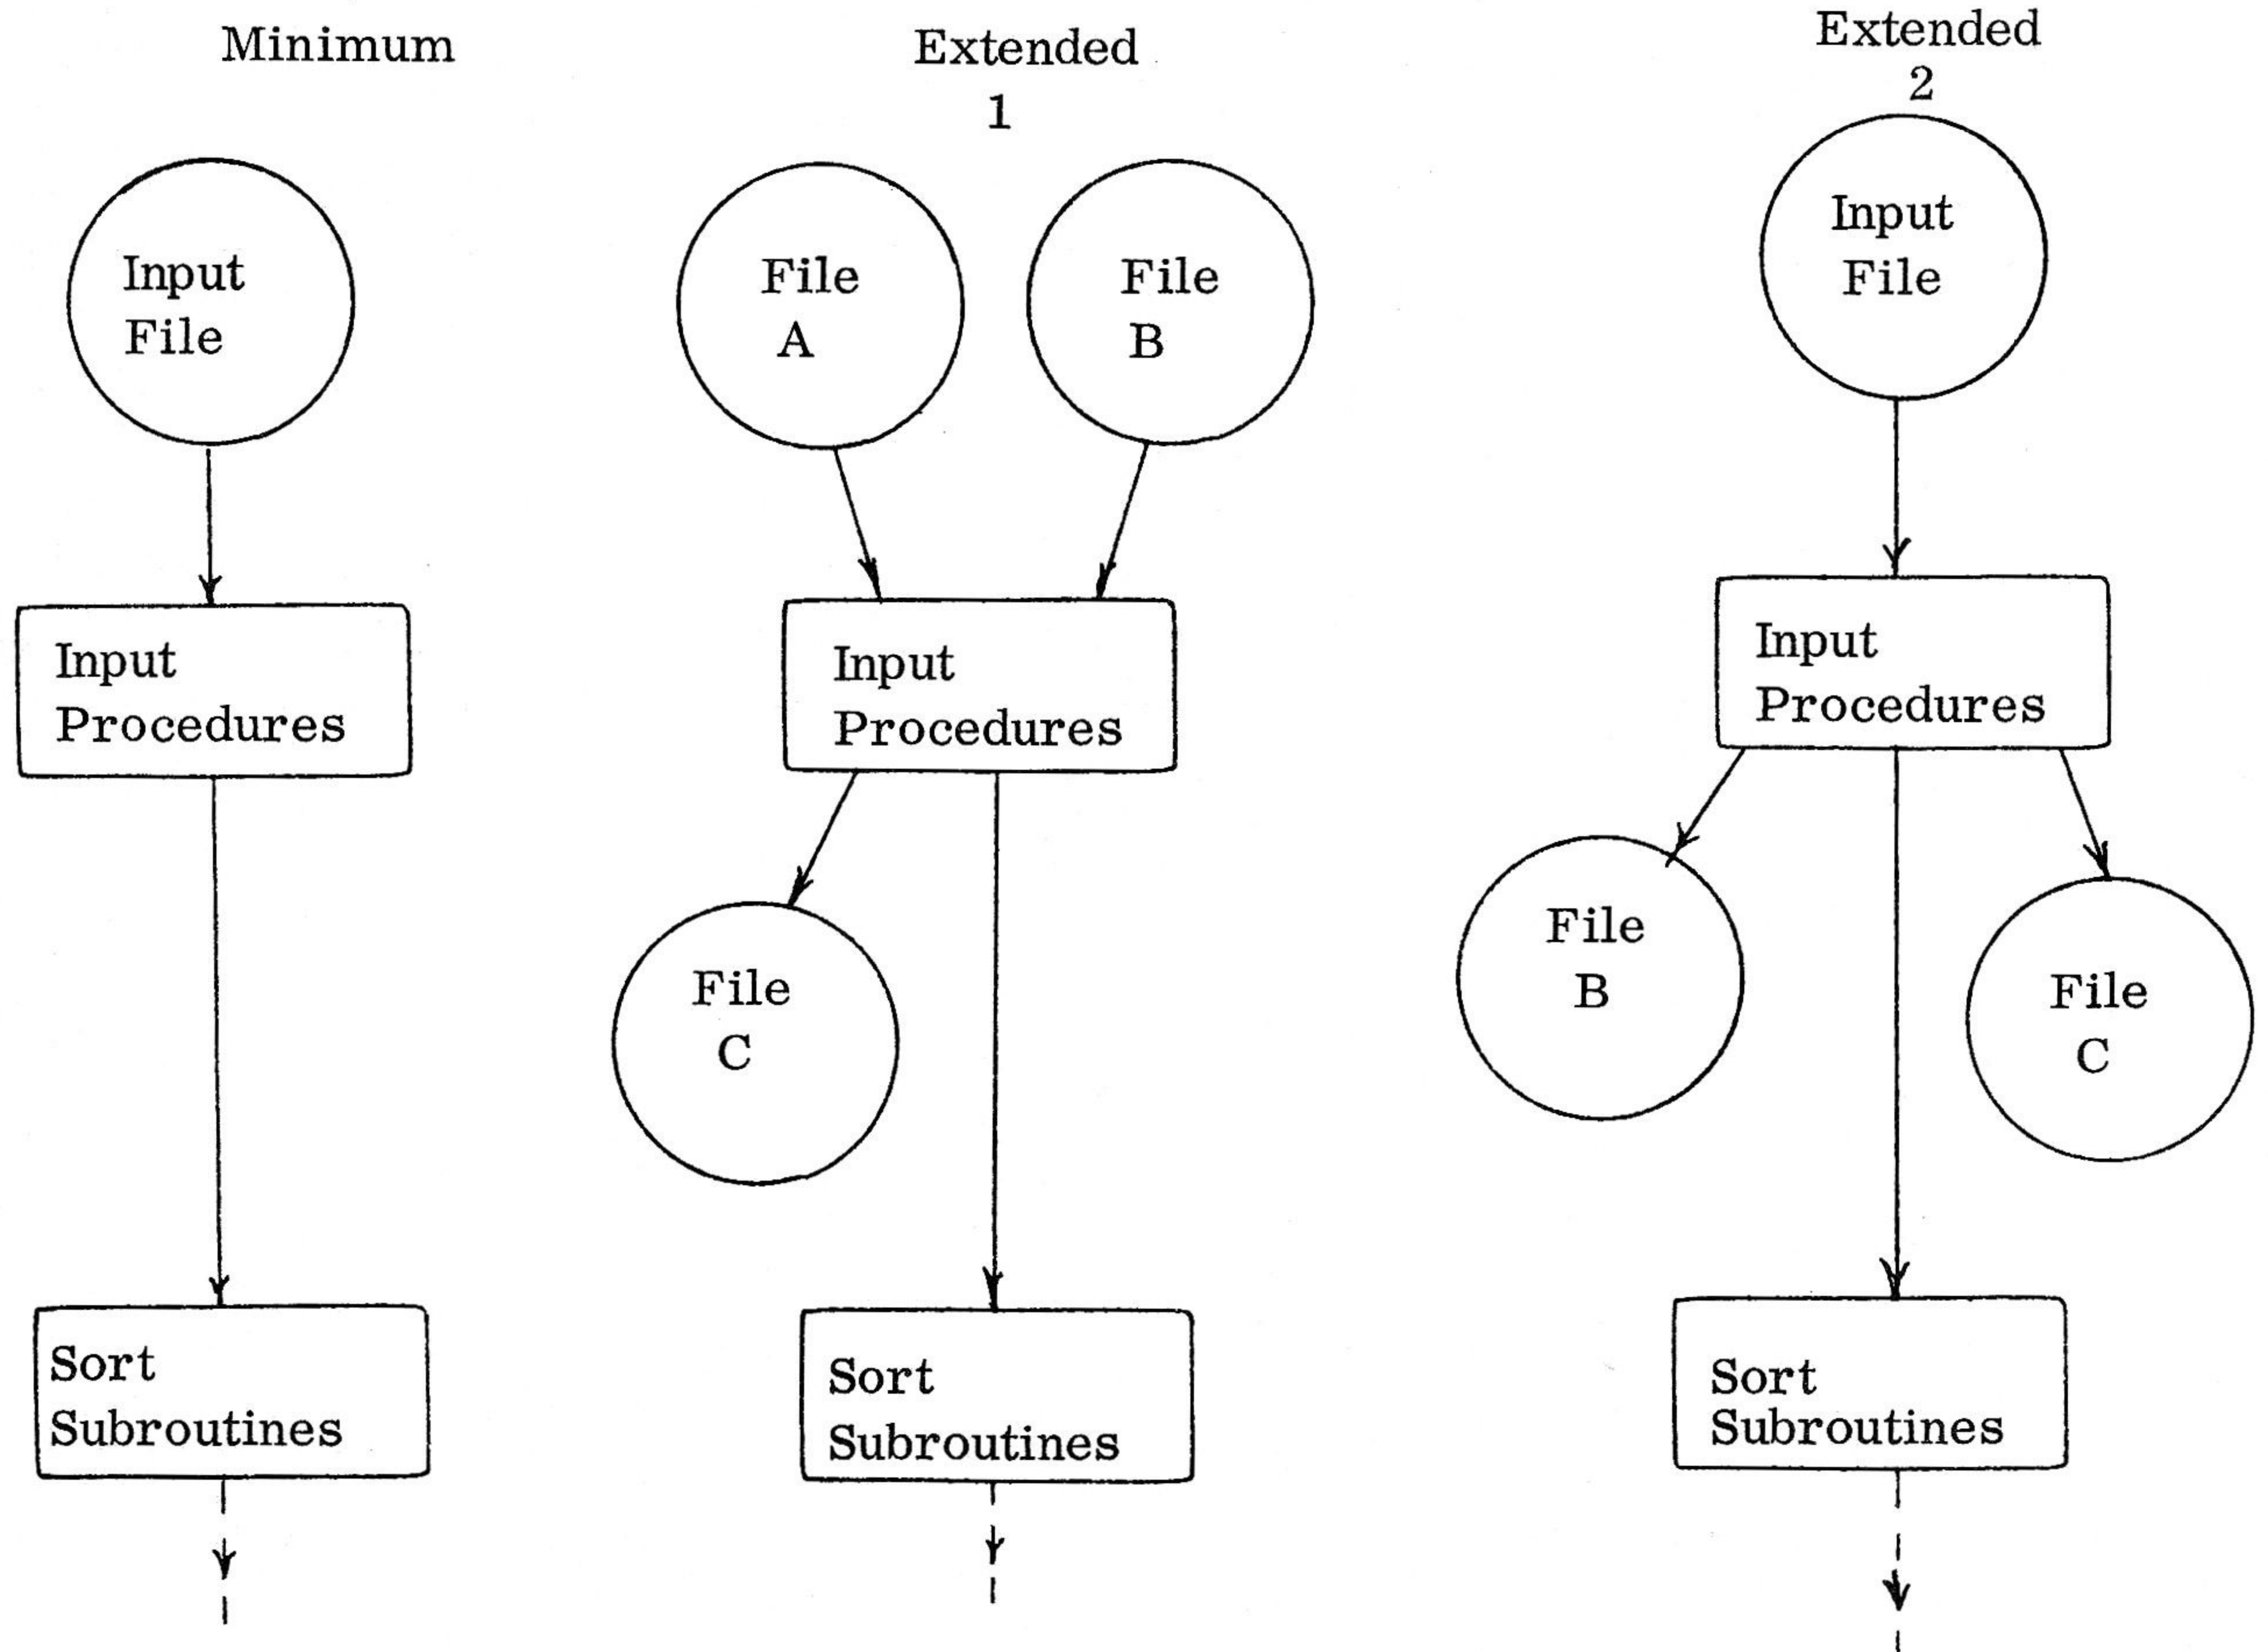 Minimum
Input
File
Input
Procedures
Sort
Subroutines
Extended
1
File
A
File
B
Input
Procedures
File
C
Sort
Subroutines
Extended
2
Input
File
Input
Procedures
File
B
File
C
Sort
Subroutines